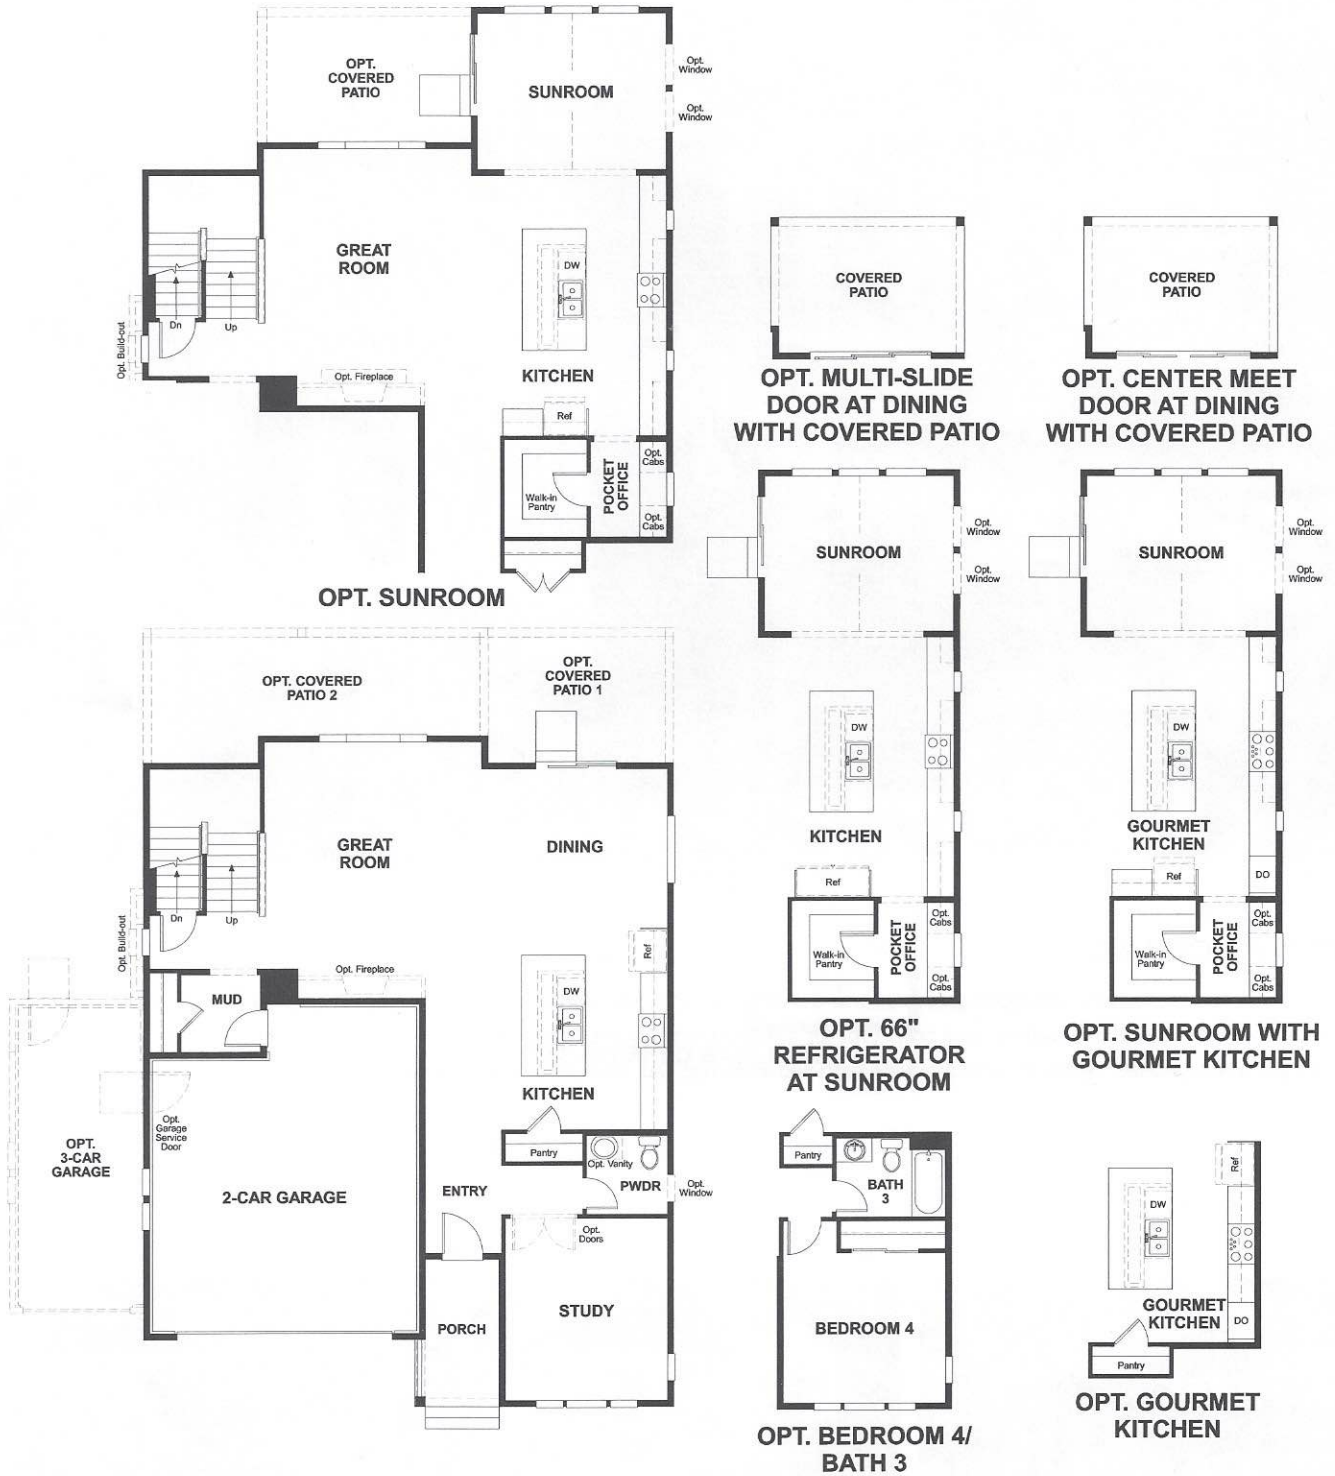 OPT.
COVERED
PATIO
SUNROOM
Opt.
Window
Opt.
Window
GREAT
ROOM
DW
Dn
Up
Opt. Build-out
Opt. Fireplace
KITCHEN
Ref
Walk-in
Pantry
POCKET
OFFICE
Opt.
Cabs
Opt.
Cabs
OPT. SUNROOM
COVERED
PATIO
OPT. MULTI-SLIDE
DOOR AT DINING
WITH COVERED PATIO
COVERED
PATIO
OPT. CENTER MEET
DOOR AT DINING
WITH COVERED PATIO
SUNROOM
Opt.
Window
Opt.
Window
DW
KITCHEN
Ref
Walk-in
Pantry
POCKET
OFFICE
Opt.
Cabs
Opt.
Cabs
OPT. 66"
REFRIGERATOR
AT SUNROOM
SUNROOM
Opt.
Window
Opt.
Window
DW
GOURMET
KITCHEN
Ref
DO
Walk-in
Pantry
POCKET
OFFICE
Opt.
Cabs
Opt.
Cabs
OPT. SUNROOM WITH
GOURMET KITCHEN
OPT. COVERED
PATIO 2
OPT.
COVERED
PATIO 1
GREAT
ROOM
DINING
Dn
Up
Opt. Build-out
Opt. Fireplace
Ref
MUD
DW
KITCHEN
Opt.
Garage
Service
Door
OPT.
3-CAR
GARAGE
2-CAR GARAGE
Pantry
Opt. Vanity
PWDR
Opt.
Window
ENTRY
Opt.
Doors
STUDY
PORCH
Pantry
BATH
3
BEDROOM 4
OPT. BEDROOM 4/
BATH 3
Ref
DW
GOURMET
KITCHEN
DO
Pantry
OPT. GOURMET
KITCHEN